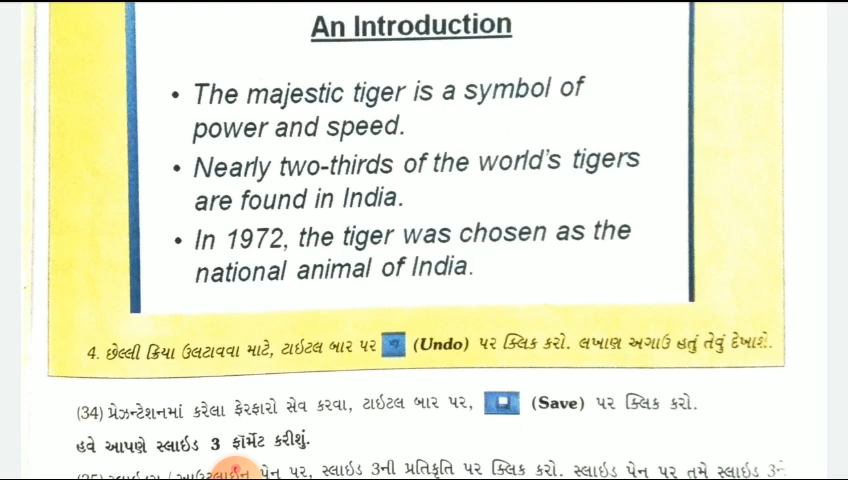 An Introduction
• The majestic tiger is a symbol of
power and speed.
• Nearly two-thirds of the world's tigers
are found in India.
• In 1972, the tiger was chosen as the
national animal of India.
4. છેલ્લી ક્રિયા ઉલટાવવા માટે, ટાઇટલ બાર પર (Undo) પર ક્લિક કરો. લખાણ અગાઉ હતું તેવું દેખાશે.
(34) પ્રેઝન્ટેશનમાં કરેલા ફેરફારો સેવ કરવા, ટાઇટલ બાર પર, (Save) પર ક્લિક કરો.
હવે આપણે સ્લાઇડ 3 ફૉર્મેટ કરીશું.
પેન પર, સ્લાઇડ 3ની પ્રતિકૃતિ પર ક્લિક કરો. સ્લાઇડ પેન પર તમે સ્લાઇડ